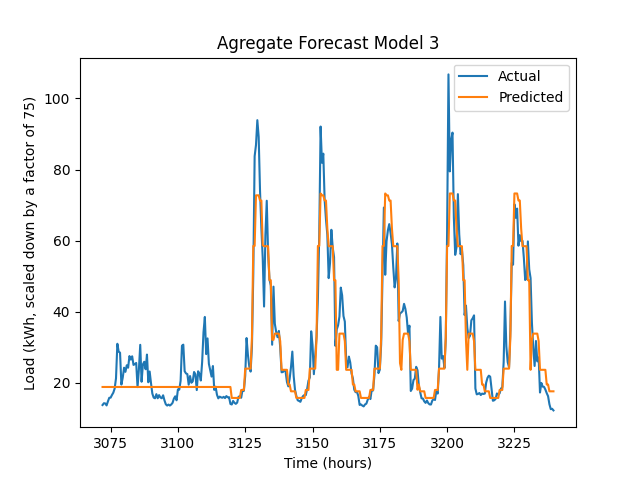 Agregate Forecast Model 3
Actual
Predicted
Load (kWh, scaled down by a factor of 75)
100
80
60
40
20
3075
3100
3125
3150
3175
3200
3225
Time (hours)